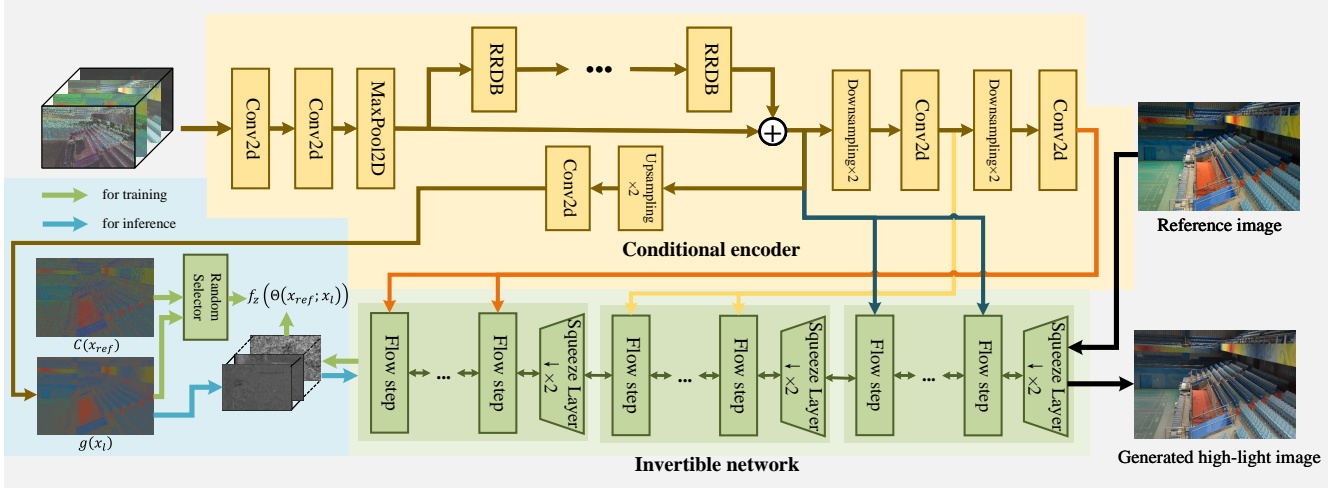 Conv2d
Conv2d
MaxPool2D
RRDB
•••
RRDB
+
Downsampling×2
Conv2d
Downsampling×2
Conv2d
Conv2d
Upsampling
×2
Conditional encoder
Reference image
for training
for inference
Random
Selector
f_z (Θ(x_ref; x_l))
C(x_ref)
g(x_l)
Flow step
...
Flow step
Squeeze Layer
↓ ×2
Flow step
...
Flow step
Squeeze Layer
↓ ×2
Flow step
...
Flow step
Squeeze Layer
↓ ×2
Invertible network
Generated high-light image